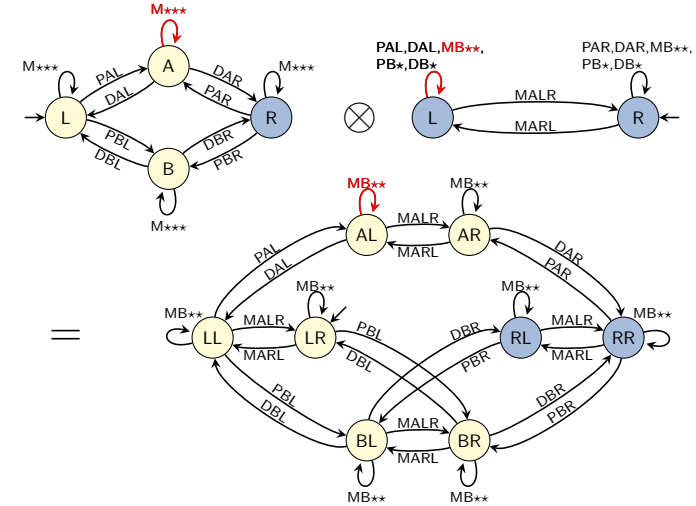 M⋆⋆⋆
M⋆⋆⋆
A
M⋆⋆⋆
PAL
DAL
DAR
PAR
L
R
PBL
DBL
DBR
PBR
B
M⋆⋆⋆
⊗
PAL,DAL,MB⋆⋆,
PB⋆,DB⋆
PAR,DAR,MB⋆⋆,
PB⋆,DB⋆
L
MALR
MARL
R
=
MB⋆⋆
MB⋆⋆
AL
MALR
MARL
AR
PAL
DAL
DAR
PAR
MB⋆⋆
MB⋆⋆
MB⋆⋆
MB⋆⋆
LL
MALR
MARL
LR
PBL
DBL
DBR
PBR
RL
MALR
MARL
RR
PBL
DBL
DBR
PBR
BL
MALR
MARL
BR
MB⋆⋆
MB⋆⋆